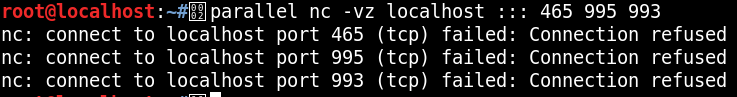 root@localhost:~# parallel nc -vz localhost ::: 465 995 993
nc: connect to localhost port 465 (tcp) failed: Connection refused
nc: connect to localhost port 995 (tcp) failed: Connection refused
nc: connect to localhost port 993 (tcp) failed: Connection refused
root@localhost:~#